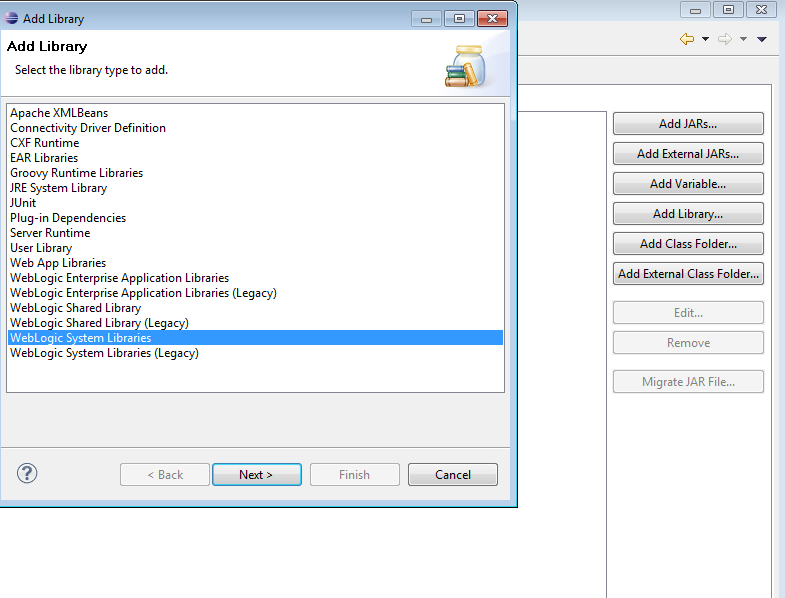 Add Library
Add Library
Select the library type to add.
Apache XMLBeans
Connectivity Driver Definition
CXF Runtime
EAR Libraries
Groovy Runtime Libraries
JRE System Library
JUnit
Plug-in Dependencies
Server Runtime
User Library
Web App Libraries
WebLogic Enterprise Application Libraries
WebLogic Enterprise Application Libraries (Legacy)
WebLogic Shared Library
WebLogic Shared Library (Legacy)
WebLogic System Libraries
WebLogic System Libraries (Legacy)
?
< Back
Next >
Finish
Cancel
Add JARs...
Add External JARs...
Add Variable...
Add Library...
Add Class Folder...
Add External Class Folder...
Edit...
Remove
Migrate JAR File...